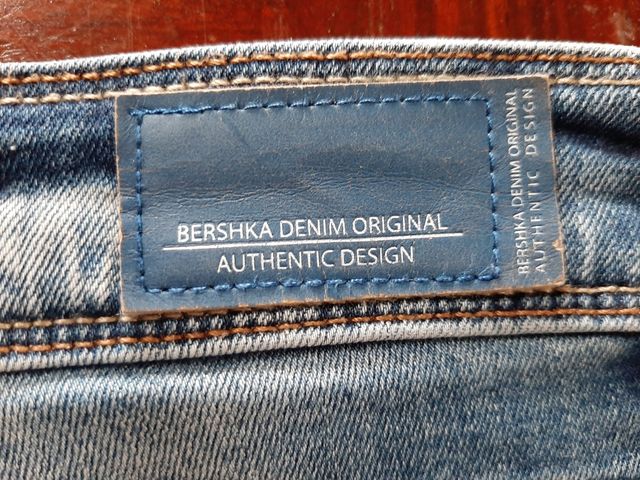 BERSHKA DENIM ORIGINAL
AUTHENTIC DESIGN
BERSHKA DENIM ORIGINAL
AUTHENTIC DESIGN